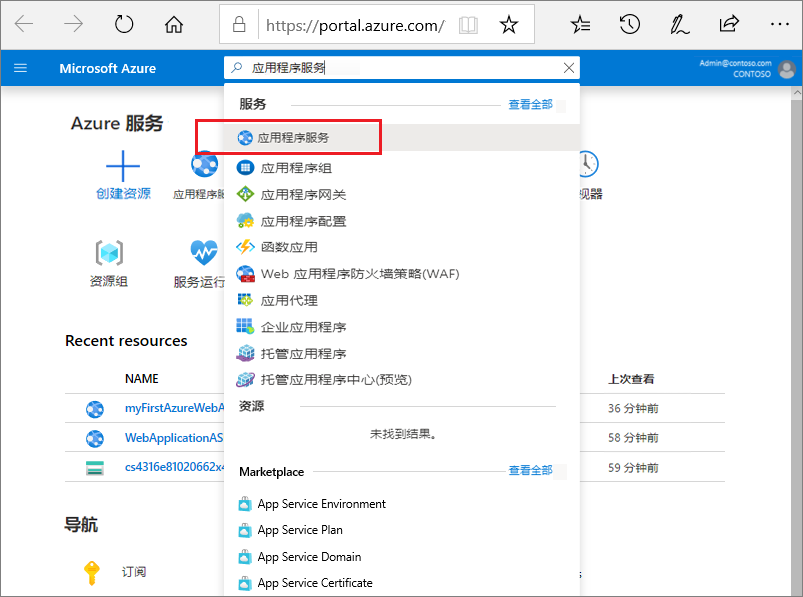 https://portal.azure.com/
Microsoft Azure
应用程序服务
Admin@contoso.com
CONTOSO
Azure 服务
创建资源
应用程序服
资源组
服务运行
视器
服务
查看全部
应用程序服务
应用程序组
应用程序网关
应用程序配置
函数应用
Web 应用程序防火墙策略(WAF)
应用代理
企业应用程序
托管应用程序
托管应用程序中心(预览)
资源
未找到结果。
Marketplace
查看全部
App Service Environment
App Service Plan
App Service Domain
App Service Certificate
Recent resources
NAME
上次查看
myFirstAzureWebA
36 分钟前
WebApplicationAS
58 分钟前
cs4316e81020662x4
59 分钟前
导航
订阅